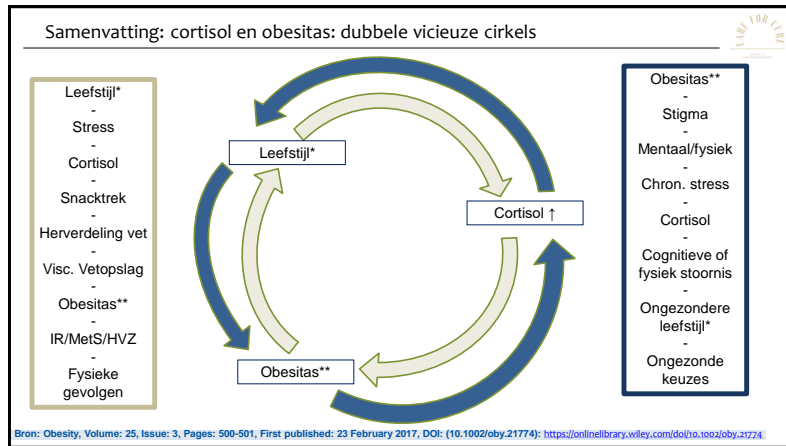 Samenvatting: cortisol en obesitas: dubbele vicieuze cirkels
CARE FOR CURE
Leefstijl*
-
Stress
-
Cortisol
-
Snacktrek
-
Herverdeling vet
-
Visc. Vetopslag
-
Obesitas**
-
IR/MetS/HVZ
-
Fysieke
gevolgen
Leefstijl*
Cortisol ↑
Obesitas**
Obesitas**
-
Stigma
-
Mentaal/fysiek
-
Chron. stress
-
Cortisol
-
Cognitieve of
fysiek stoornis
-
Ongezondere
leefstijl*
-
Ongezonde
keuzes
Bron: Obesity, Volume: 25, Issue: 3, Pages: 500-501, First published: 23 February 2017, DOI: (10.1002/oby.21774): https://onlinelibrary.wiley.com/doi/10.1002/oby.21774